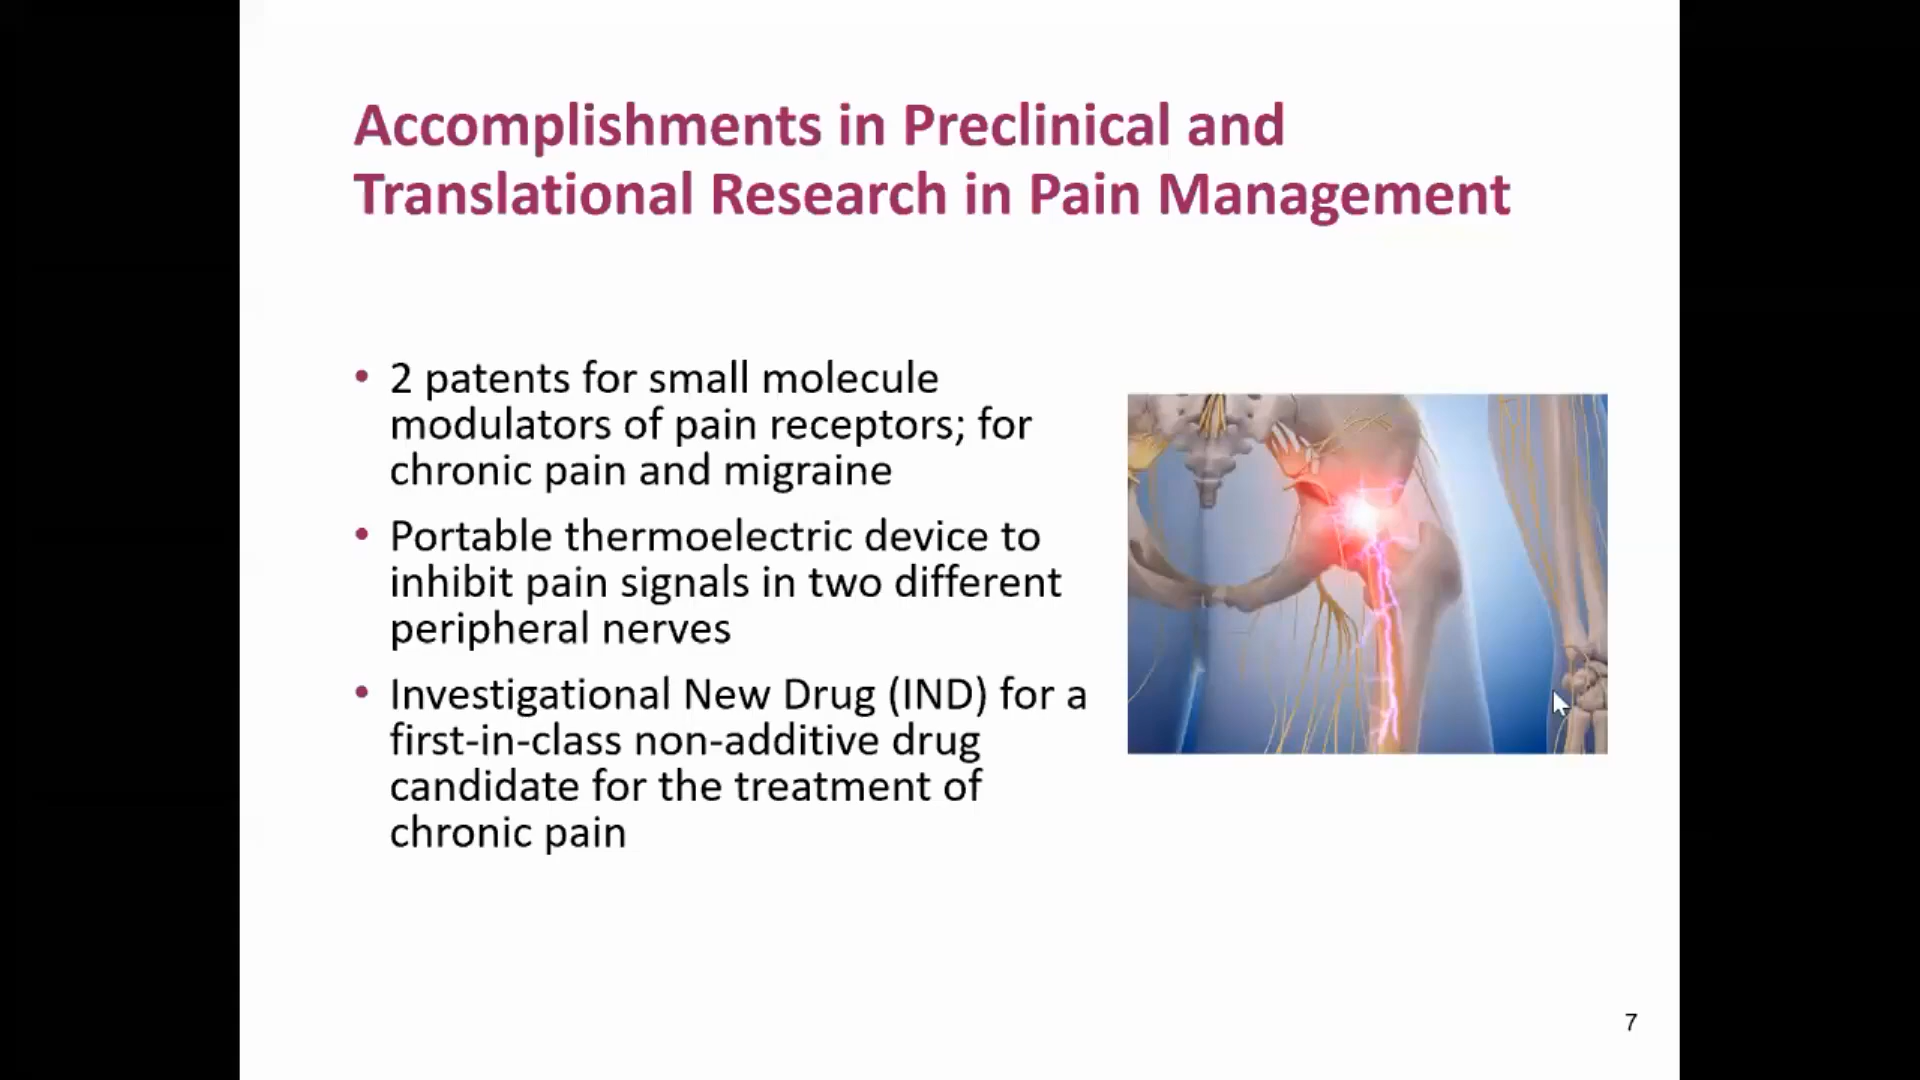 Accomplishments in Preclinical and
Translational Research in Pain Management
• 2 patents for small molecule
modulators of pain receptors; for
chronic pain and migraine
• Portable thermoelectric device to
inhibit pain signals in two different
peripheral nerves
• Investigational New Drug (IND) for a
first-in-class non-additive drug
candidate for the treatment of
chronic pain
7